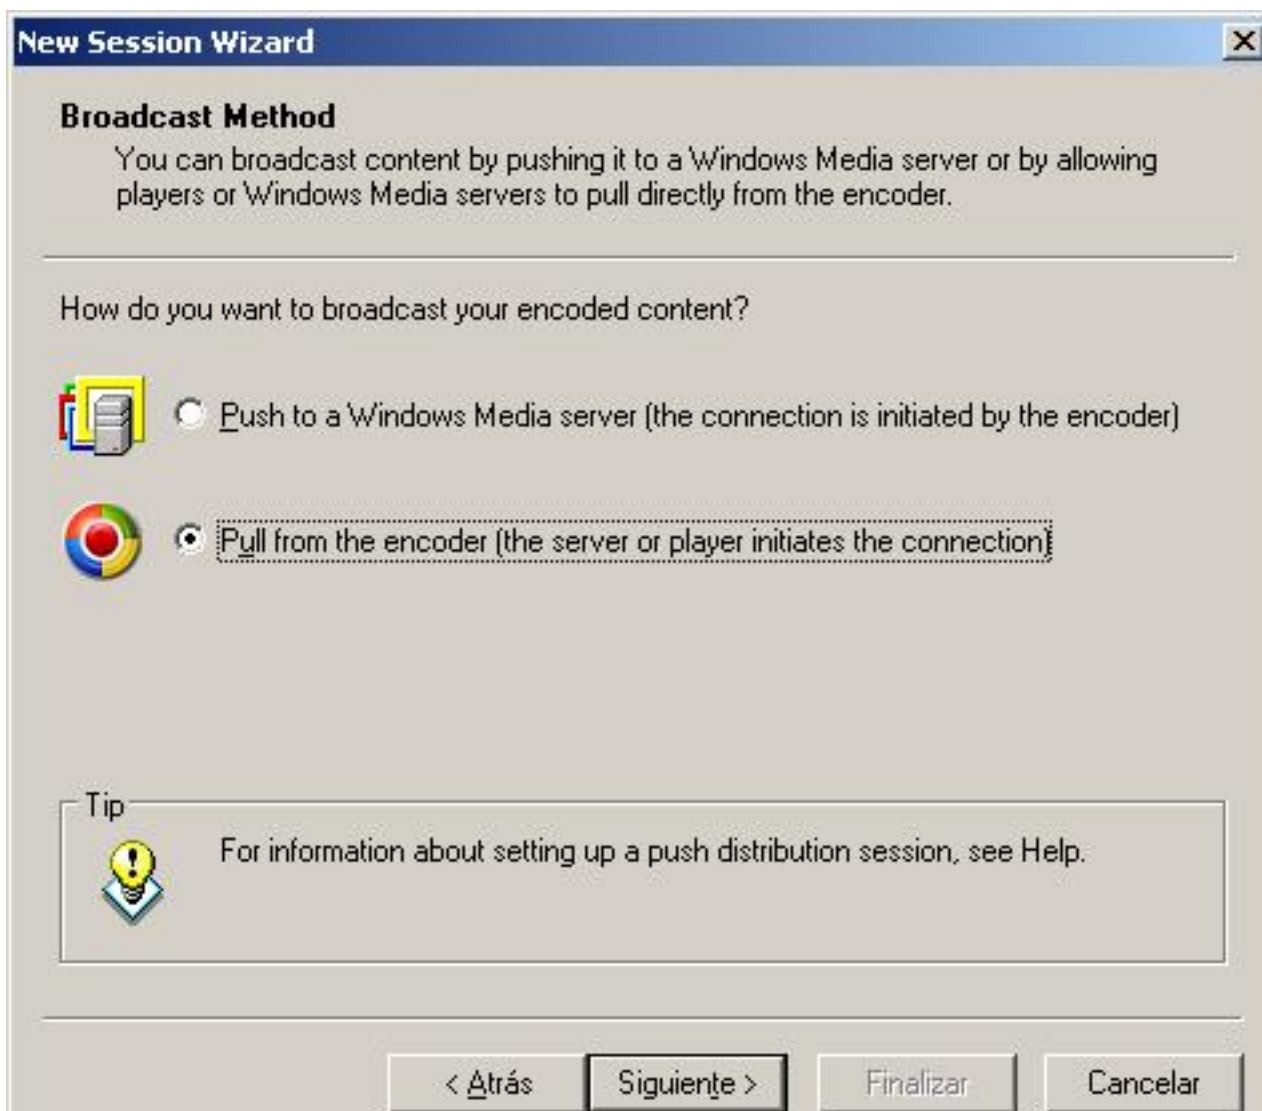 New Session Wizard
Broadcast Method
You can broadcast content by pushing it to a Windows Media server or by allowing
players or Windows Media servers to pull directly from the encoder.
How do you want to broadcast your encoded content?
Push to a Windows Media server (the connection is initiated by the encoder)
Pull from the encoder (the server or player initiates the connection)
Tip
For information about setting up a push distribution session, see Help.
< Atrás Siguiente > Finalizar Cancelar